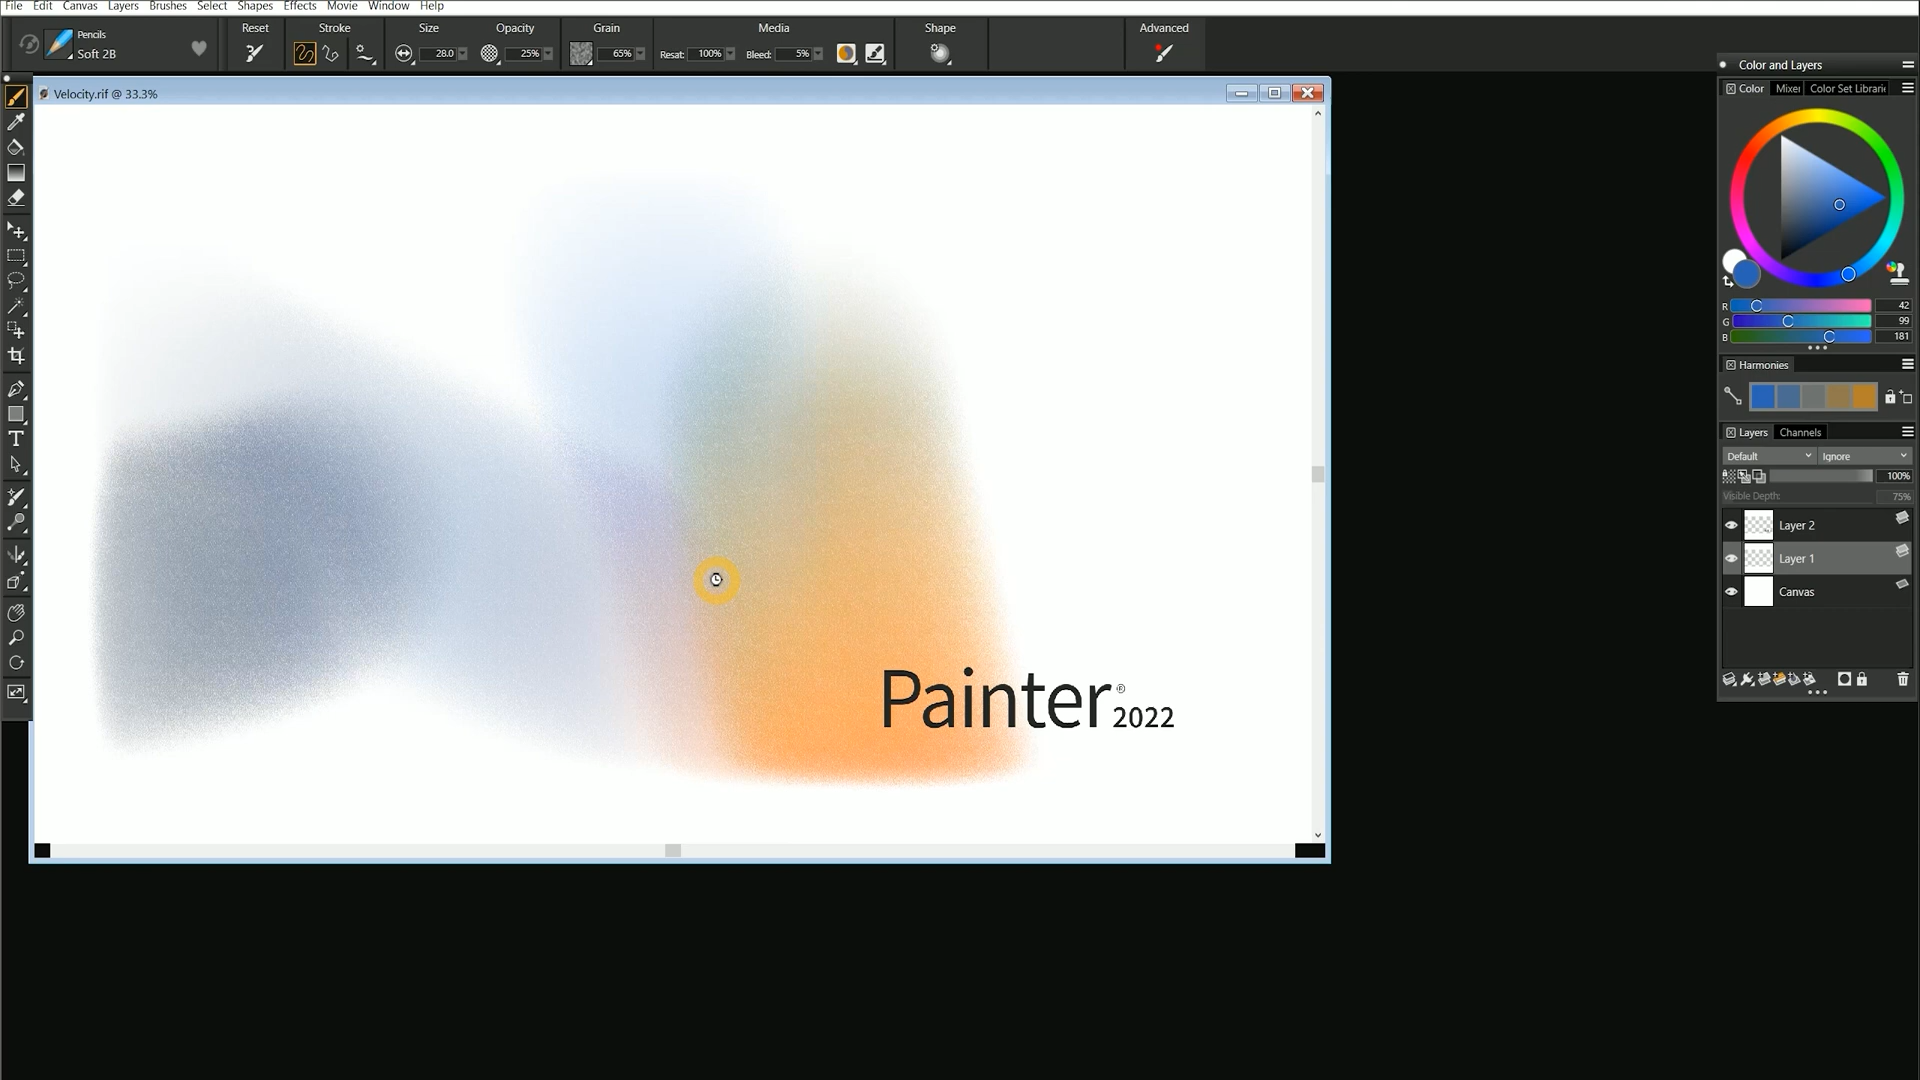 File Edit Canvas Layers Brushes Select Shapes Effects Movie Window Help
Pencils
Soft 2B
Reset Stroke Size Opacity Grain Media Shape Advanced
28.0 25% 65% Resat: 100% Bleed: 5%
Velocity.rif @ 33.3%
Painter®
2022
Color and Layers
Color Mixer Color Set Librarie
R 42
G 99
B 181
Harmonies
Layers Channels
Default Ignore
100%
Visible Depth: 75%
Layer 2
Layer 1
Canvas
T